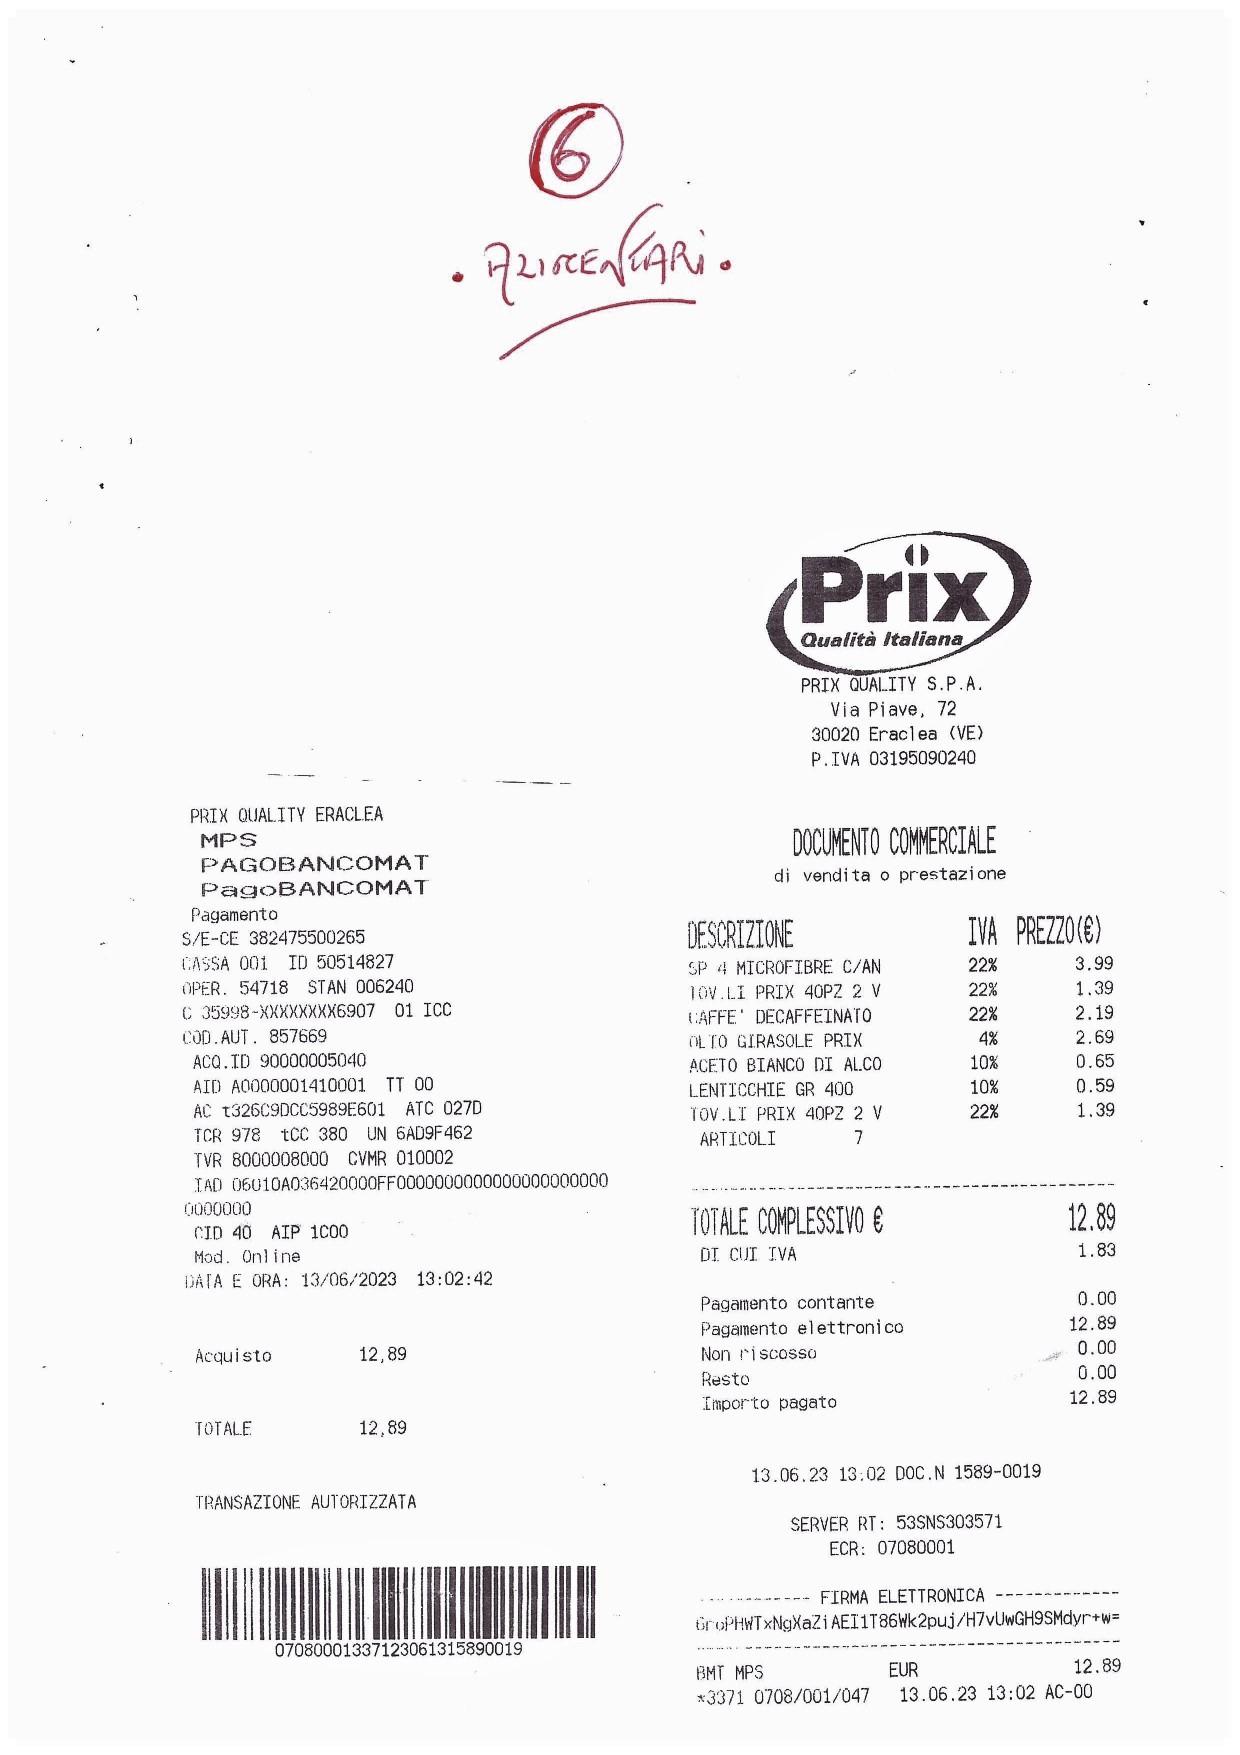 6
. ALIMENTARI .
Prix
Qualità Italiana
PRIX QUALITY S.P.A.
Via Piave, 72
30020 Eraclea (VE)
P.IVA 03195090240
PRIX QUALITY ERACLEA
MPS
PAGOBANCOMAT
PagoBANCOMAT
Pagamento
S/E-CE 382475500265
CASSA 001 ID 50514827
OPER. 54718 STAN 006240
C 35998-XXXXXXXX6907 01 ICC
COD.AUT. 857669
ACQ.ID 90000005040
AID A0000001410001 TT 00
AC t326C9DCC5989E601 ATC 027D
TCR 978 tCC 380 UN 6AD9F462
TVR 8000008000 CVMR 010002
IAD 06010A036420000FF0000000000000000000000
0000000
CID 40 AIP 1C00
Mod. Online
DATA E ORA: 13/06/2023 13:02:42
Acquisto 12,89
TOTALE 12,89
TRANSAZIONE AUTORIZZATA
07080001337123061315890019
DOCUMENTO COMMERCIALE
di vendita o prestazione
DESCRIZIONE IVA PREZZO(€)
SP 4 MICROFIBRE C/AN 22% 3.99
TOV.LI PRIX 40PZ 2 V 22% 1.39
CAFFE' DECAFFEINATO 22% 2.19
OLIO GIRASOLE PRIX 4% 2.69
ACETO BIANCO DI ALCO 10% 0.65
LENTICCHIE GR 400 10% 0.59
TOV.LI PRIX 40PZ 2 V 22% 1.39
ARTICOLI 7
TOTALE COMPLESSIVO € 12.89
DI CUI IVA 1.83
Pagamento contante 0.00
Pagamento elettronico 12.89
Non riscosso 0.00
Resto 0.00
Importo pagato 12.89
13.06.23 13:02 DOC.N 1589-0019
SERVER RT: 53SNS303571
ECR: 07080001
------------ FIRMA ELETTRONICA ------------
GroPHWTxNgXaZiAEI1T86Wk2puj/H7vUwGH9SMdyr+w=
BMT MPS EUR 12.89
*3371 0708/001/047 13.06.23 13:02 AC-00